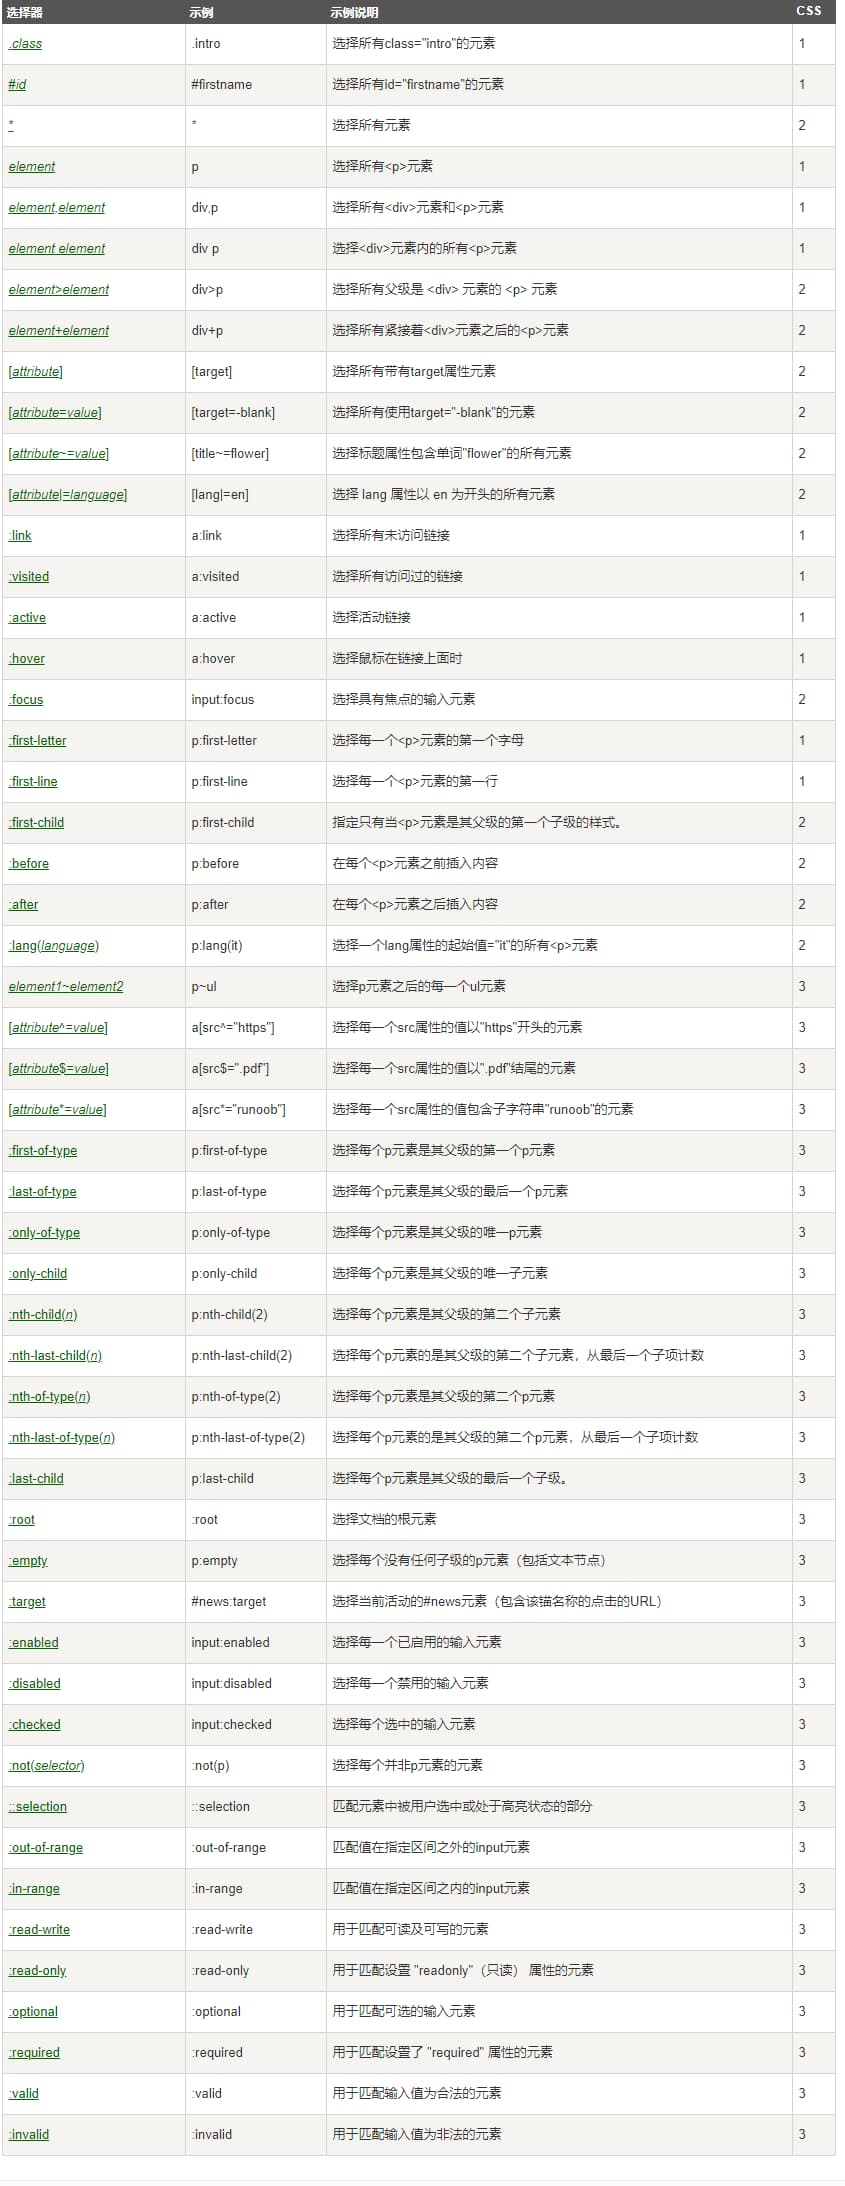 选择器 示例 示例说明 CSS
.class .intro 选择所有class="intro"的元素 1
#id #firstname 选择所有id="firstname"的元素 1
* * 选择所有元素 2
element p 选择所有<p>元素 1
element,element div,p 选择所有<div>元素和<p>元素 1
element element div p 选择<div>元素内的所有<p>元素 1
element>element div>p 选择所有父级是 <div> 元素的 <p> 元素 2
element+element div+p 选择所有紧接着<div>元素之后的<p>元素 2
[attribute] [target] 选择所有带有target属性元素 2
[attribute=value] [target=-blank] 选择所有使用target="-blank"的元素 2
[attribute~=value] [title~=flower] 选择标题属性包含单词"flower"的所有元素 2
[attribute|=language] [lang|=en] 选择 lang 属性以 en 为开头的所有元素 2
:link a:link 选择所有未访问链接 1
:visited a:visited 选择所有访问过的链接 1
:active a:active 选择活动链接 1
:hover a:hover 选择鼠标在链接上面时 1
:focus input:focus 选择具有焦点的输入元素 2
:first-letter p:first-letter 选择每一个<p>元素的第一个字母 1
:first-line p:first-line 选择每一个<p>元素的第一行 1
:first-child p:first-child 指定只有当<p>元素是其父级的第一个子级的样式。 2
:before p:before 在每个<p>元素之前插入内容 2
:after p:after 在每个<p>元素之后插入内容 2
:lang(language) p:lang(it) 选择一个lang属性的起始值="it"的所有<p>元素 2
element1~element2 p~ul 选择p元素之后的每一个ul元素 3
[attribute^=value] a[src^="https"] 选择每一个src属性的值以"https"开头的元素 3
[attribute$=value] a[src$=".pdf"] 选择每一个src属性的值以".pdf"结尾的元素 3
[attribute*=value] a[src*="runoob"] 选择每一个src属性的值包含子字符串"runoob"的元素 3
:first-of-type p:first-of-type 选择每个p元素是其父级的第一个p元素 3
:last-of-type p:last-of-type 选择每个p元素是其父级的最后一个p元素 3
:only-of-type p:only-of-type 选择每个p元素是其父级的唯一p元素 3
:only-child p:only-child 选择每个p元素是其父级的唯一子元素 3
:nth-child(n) p:nth-child(2) 选择每个p元素是其父级的第二个子元素 3
:nth-last-child(n) p:nth-last-child(2) 选择每个p元素的是其父级的第二个子元素，从最后一个子项计数 3
:nth-of-type(n) p:nth-of-type(2) 选择每个p元素是其父级的第二个p元素 3
:nth-last-of-type(n) p:nth-last-of-type(2) 选择每个p元素的是其父级的第二个p元素，从最后一个子项计数 3
:last-child p:last-child 选择每个p元素是其父级的最后一个子级。 3
:root :root 选择文档的根元素 3
:empty p:empty 选择每个没有任何子级的p元素（包括文本节点） 3
:target #news:target 选择当前活动的#news元素（包含该锚名称的点击的URL） 3
:enabled input:enabled 选择每一个已启用的输入元素 3
:disabled input:disabled 选择每一个禁用的输入元素 3
:checked input:checked 选择每个选中的输入元素 3
:not(selector) :not(p) 选择每个并非p元素的元素 3
::selection ::selection 匹配元素中被用户选中或处于高亮状态的部分 3
:out-of-range :out-of-range 匹配值在指定区间之外的input元素 3
:in-range :in-range 匹配值在指定区间之内的input元素 3
:read-write :read-write 用于匹配可读及可写的元素 3
:read-only :read-only 用于匹配设置 "readonly"（只读） 属性的元素 3
:optional :optional 用于匹配可选的输入元素 3
:required :required 用于匹配设置了 "required" 属性的元素 3
:valid :valid 用于匹配输入值为合法的元素 3
:invalid :invalid 用于匹配输入值为非法的元素 3